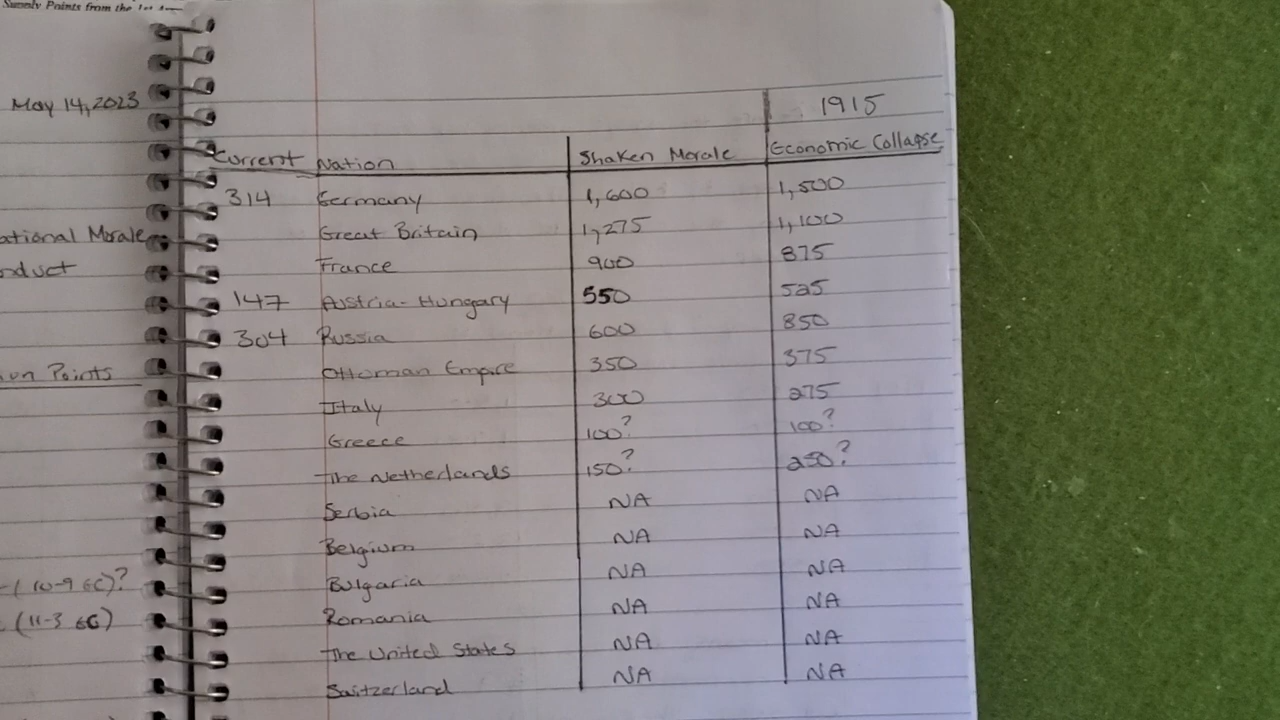 Supply Points from the 1st
May 14, 2023
ational Morale
oduct
on Points
(10-9 GC)?
(11-3 GC)
1915
Current Nation Shaken Morale Economic Collapse
314 Germany 1,600 1,500
Great Britain 1,275 1,100
France 900 875
147 Austria-Hungary 550 525
304 Russia 600 850
Ottoman Empire 350 375
Italy 300 275
Greece 100? 100?
The Netherlands 150? 250?
Serbia NA NA
Belgium NA NA
Bulgaria NA NA
Romania NA NA
The United States NA NA
Switzerland NA NA